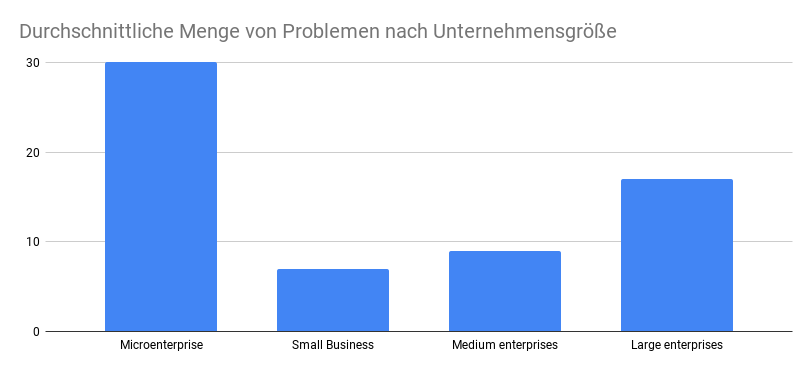 Durchschnittliche Menge von Problemen nach Unternehmensgröße
30
20
10
0
Microenterprise
Small Business
Medium enterprises
Large enterprises